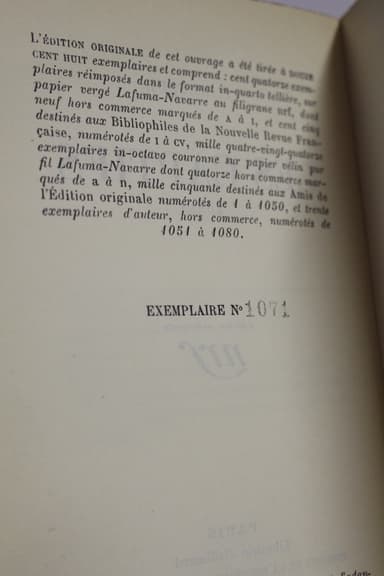 L'ÉDITION ORIGINALE de cet ouvrage a été tirée à DOUZE
CENT HUIT exemplaires et comprend : cent quatorze exem-
plaires réimposés dans le format in-quarto tellière, sur
papier vergé Lafuma-Navarre au filigrane nrf, dont
neuf hors commerce marqués de A à I, et cent cinq
destinés aux Bibliophiles de la Nouvelle Revue Fran-
çaise, numérotés de I à CV, mille quatre-vingt-quatorze
exemplaires in-octavo couronne sur papier vélin pur
fil Lafuma-Navarre dont quatorze hors commerce mar-
qués de a à n, mille cinquante destinés aux Amis de
l'Édition originale numérotés de 1 à 1050, et trente
exemplaires d'auteur, hors commerce, numérotés de
1051 à 1080.
EXEMPLAIRE N° 1071
nrf
PARIS